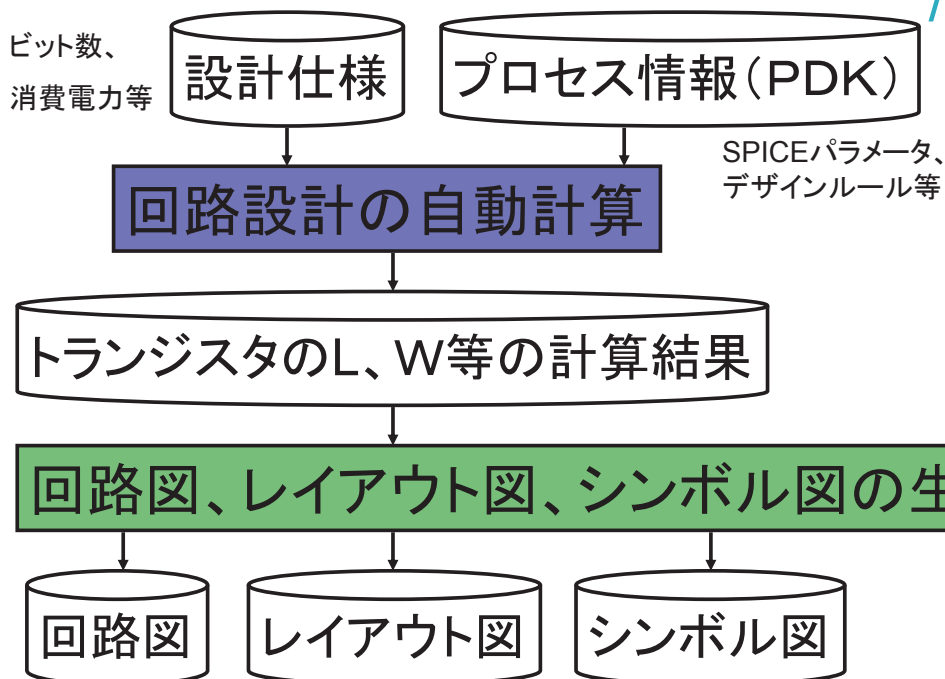 ビット数、
消費電力等
設計仕様
プロセス情報(PDK)
SPICEパラメータ、
デザインルール等
回路設計の自動計算
トランジスタのL、W等の計算結果
回路図、レイアウト図、シンボル図の生
回路図
レイアウト図
シンボル図